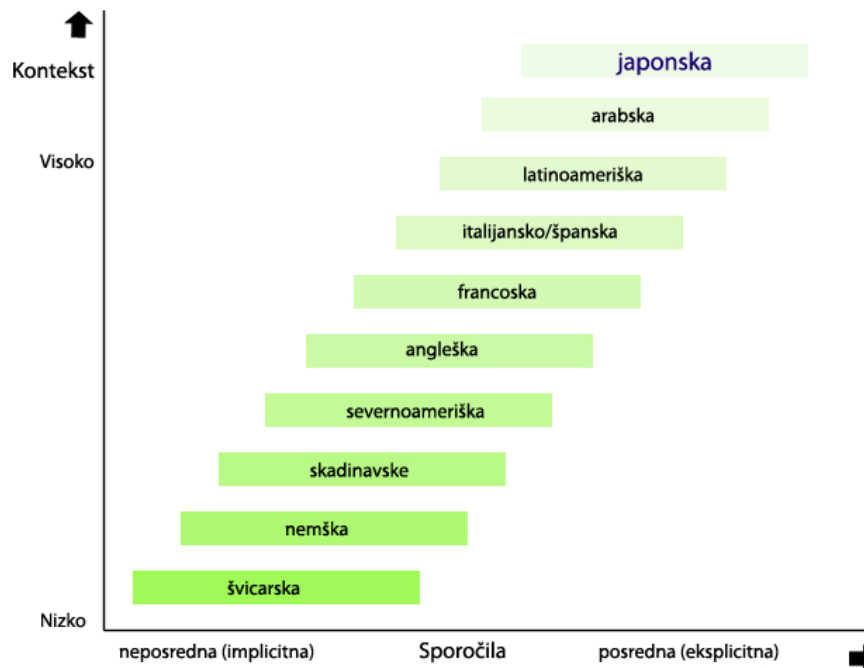 Kontekst
japonska
arabska
Visoko
latinoameriška
italijansko/španska
francoska
angleška
severnoameriška
skadinavske
nemška
švicarska
Nizko
neposredna (implicitna)
Sporočila
posredna (eksplicitna)